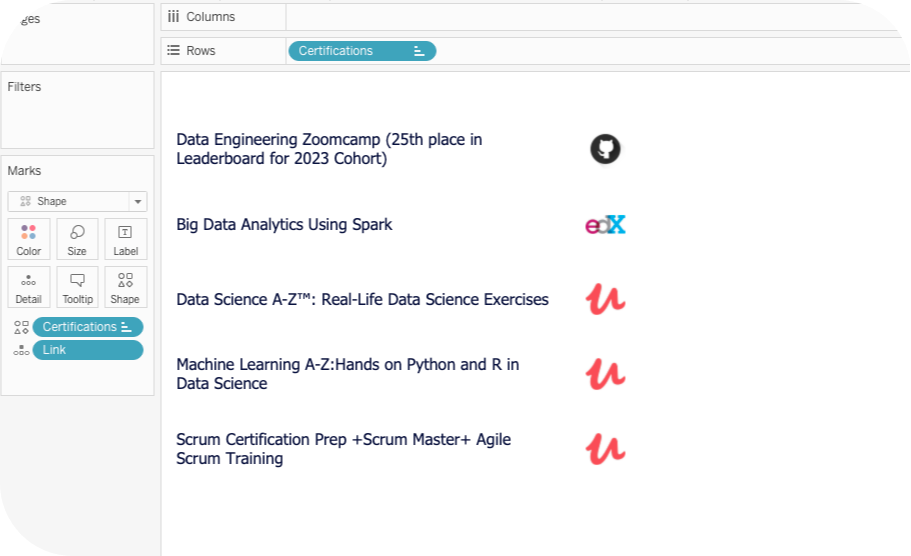 Columns
Rows
Certifications
Filters
Marks
Shape
Color
Size
Label
Detail
Tooltip
Shape
Certifications
Link
Data Engineering Zoomcamp (25th place in
Leaderboard for 2023 Cohort)
Big Data Analytics Using Spark
edX
Data Science A-Z™: Real-Life Data Science Exercises
Machine Learning A-Z:Hands on Python and R in
Data Science
Scrum Certification Prep +Scrum Master+ Agile
Scrum Training